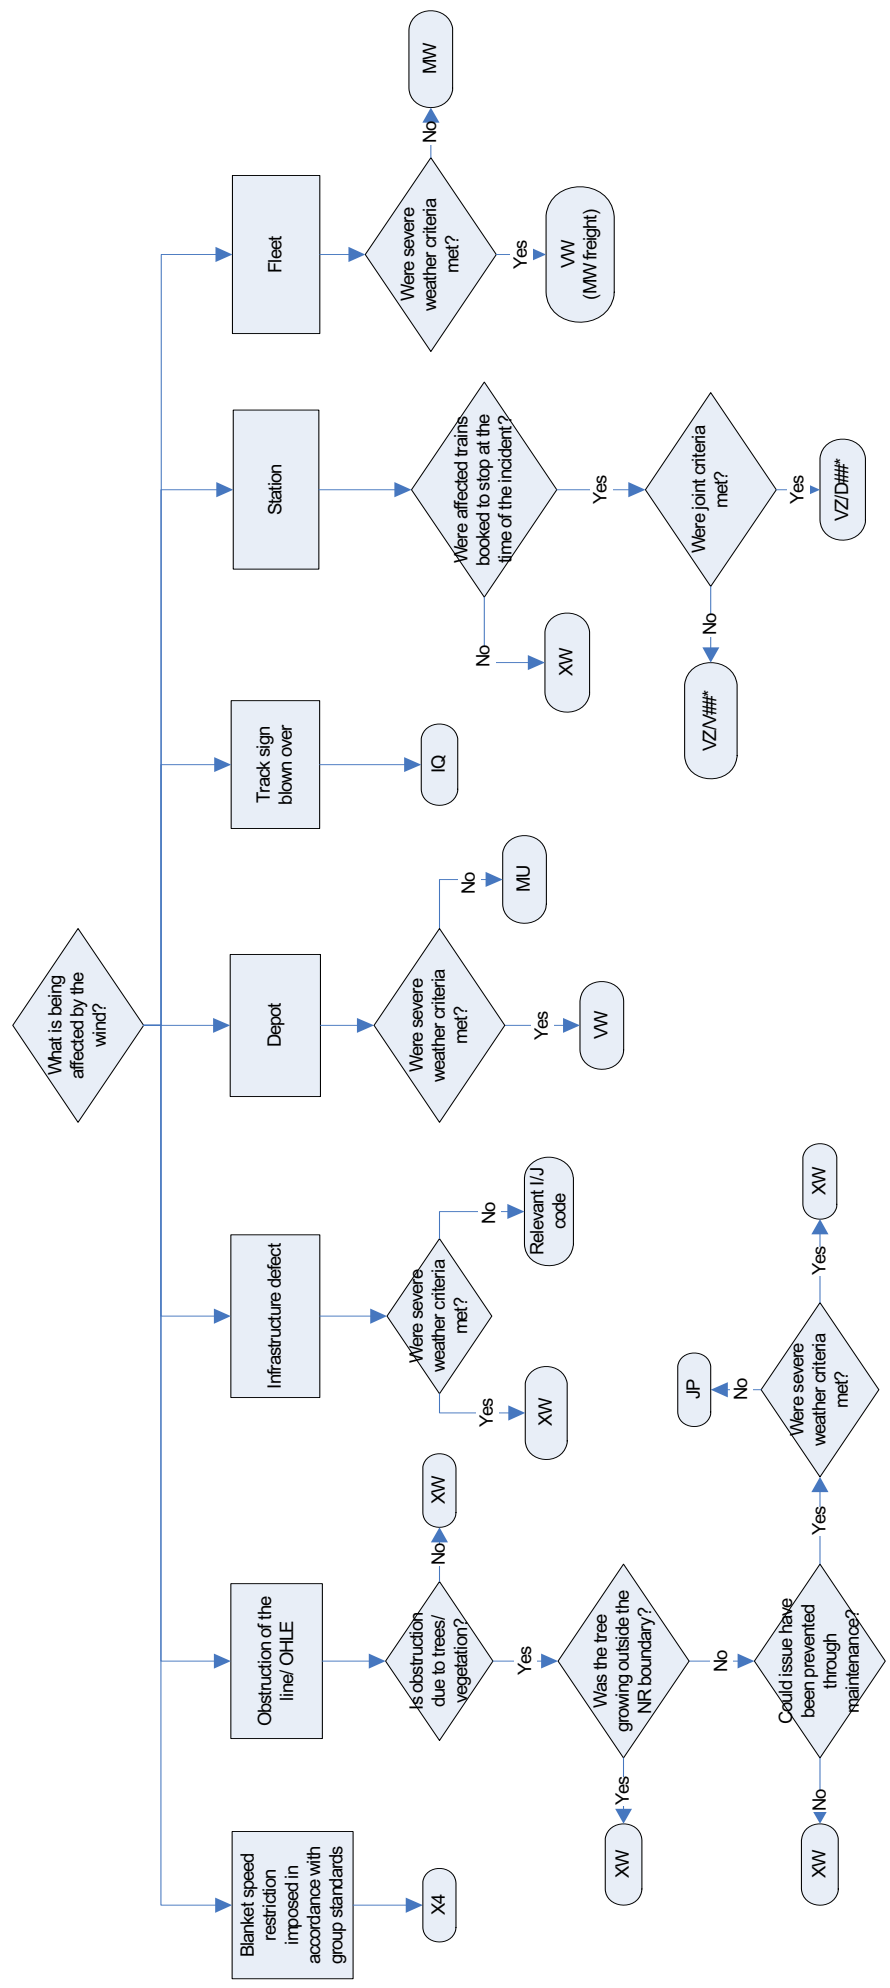 What is being
affected by the
wind?
Blanket speed
restriction
imposed in
accordance with
group standards
X4
Obstruction of the
line/ OHLE
Is obstruction
due to trees/
vegetation?
No
XW
Yes
Was the tree
growing outside the
NR boundary?
Yes
XW
No
Could issue have
been prevented
through
maintenance?
No
XW
Yes
Were severe
weather criteria
met?
No
JP
Yes
XW
Infrastructure defect
Were severe
weather criteria
met?
Yes
XW
No
Relevant I/J
code
Depot
Were severe
weather criteria
met?
Yes
VW
No
MU
Track sign
blown over
IQ
Station
Were affected trains
booked to stop at the
time of the incident?
No
XW
Yes
Were joint criteria
met?
No
VZ/V##*
Yes
VZ/D##*
Fleet
Were severe
weather criteria
met?
No
MW
Yes
VW
(MW freight)